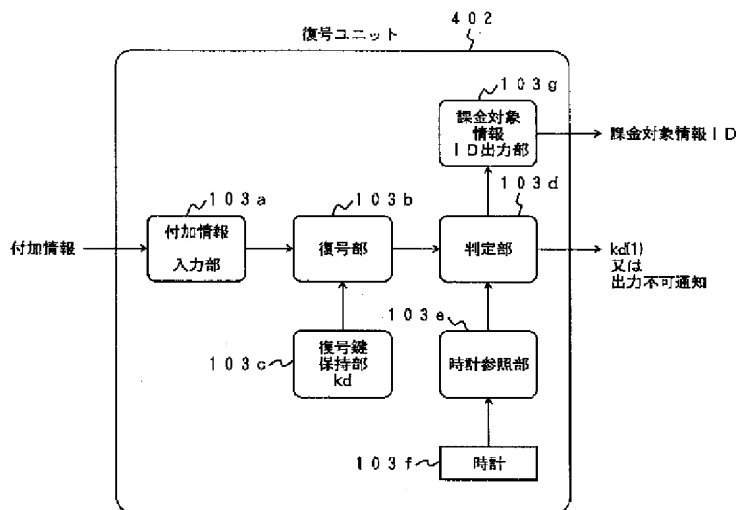 402
復号ユニット
103g
課金対象
情報
ID出力部
課金対象情報ID
103a
103b
103d
付加情報
付加情報
入力部
復号部
判定部
kd(1)
又は
出力不可通知
103e
103c
復号鍵
保持部
kd
時計参照部
103f
時計